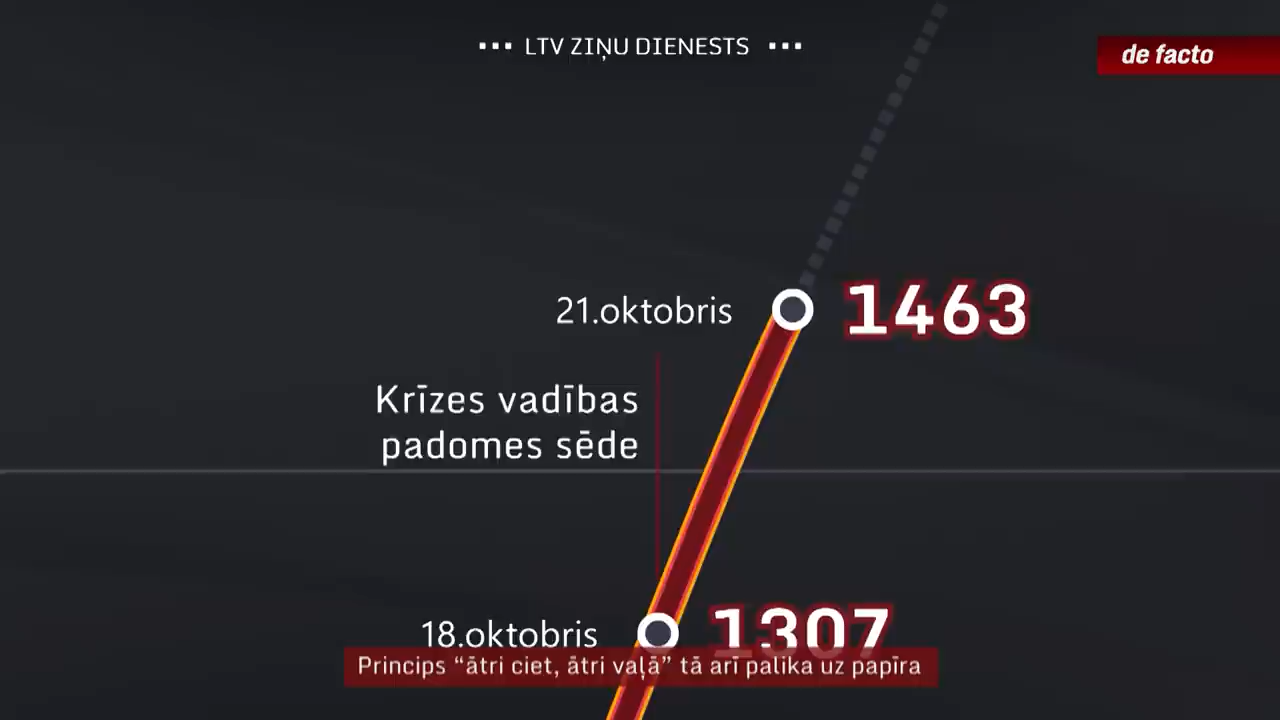 LTV ZIŅU DIENESTS
de facto
21.oktobris
1463
Krīzes vadības
padomes sēde
18.oktobris
1307
Princips “ātri ciet, ātri vaļā” tā arī palika uz papīra